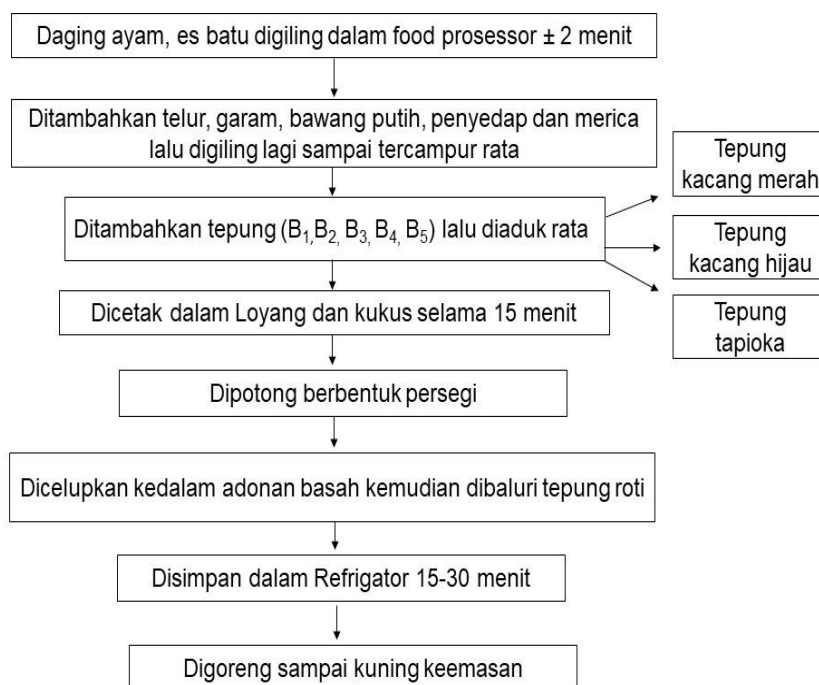 Daging ayam, es batu digiling dalam food prosessor ± 2 menit
Ditambahkan telur, garam, bawang putih, penyedap dan merica
lalu digiling lagi sampai tercampur rata
Tepung
kacang merah
Ditambahkan tepung (B₁,B₂, B₃, B₄, B₅) lalu diaduk rata
Tepung
kacang hijau
Tepung
tapioka
Dicetak dalam Loyang dan kukus selama 15 menit
Dipotong berbentuk persegi
Dicelupkan kedalam adonan basah kemudian dibaluri tepung roti
Disimpan dalam Refrigator 15-30 menit
Digoreng sampai kuning keemasan